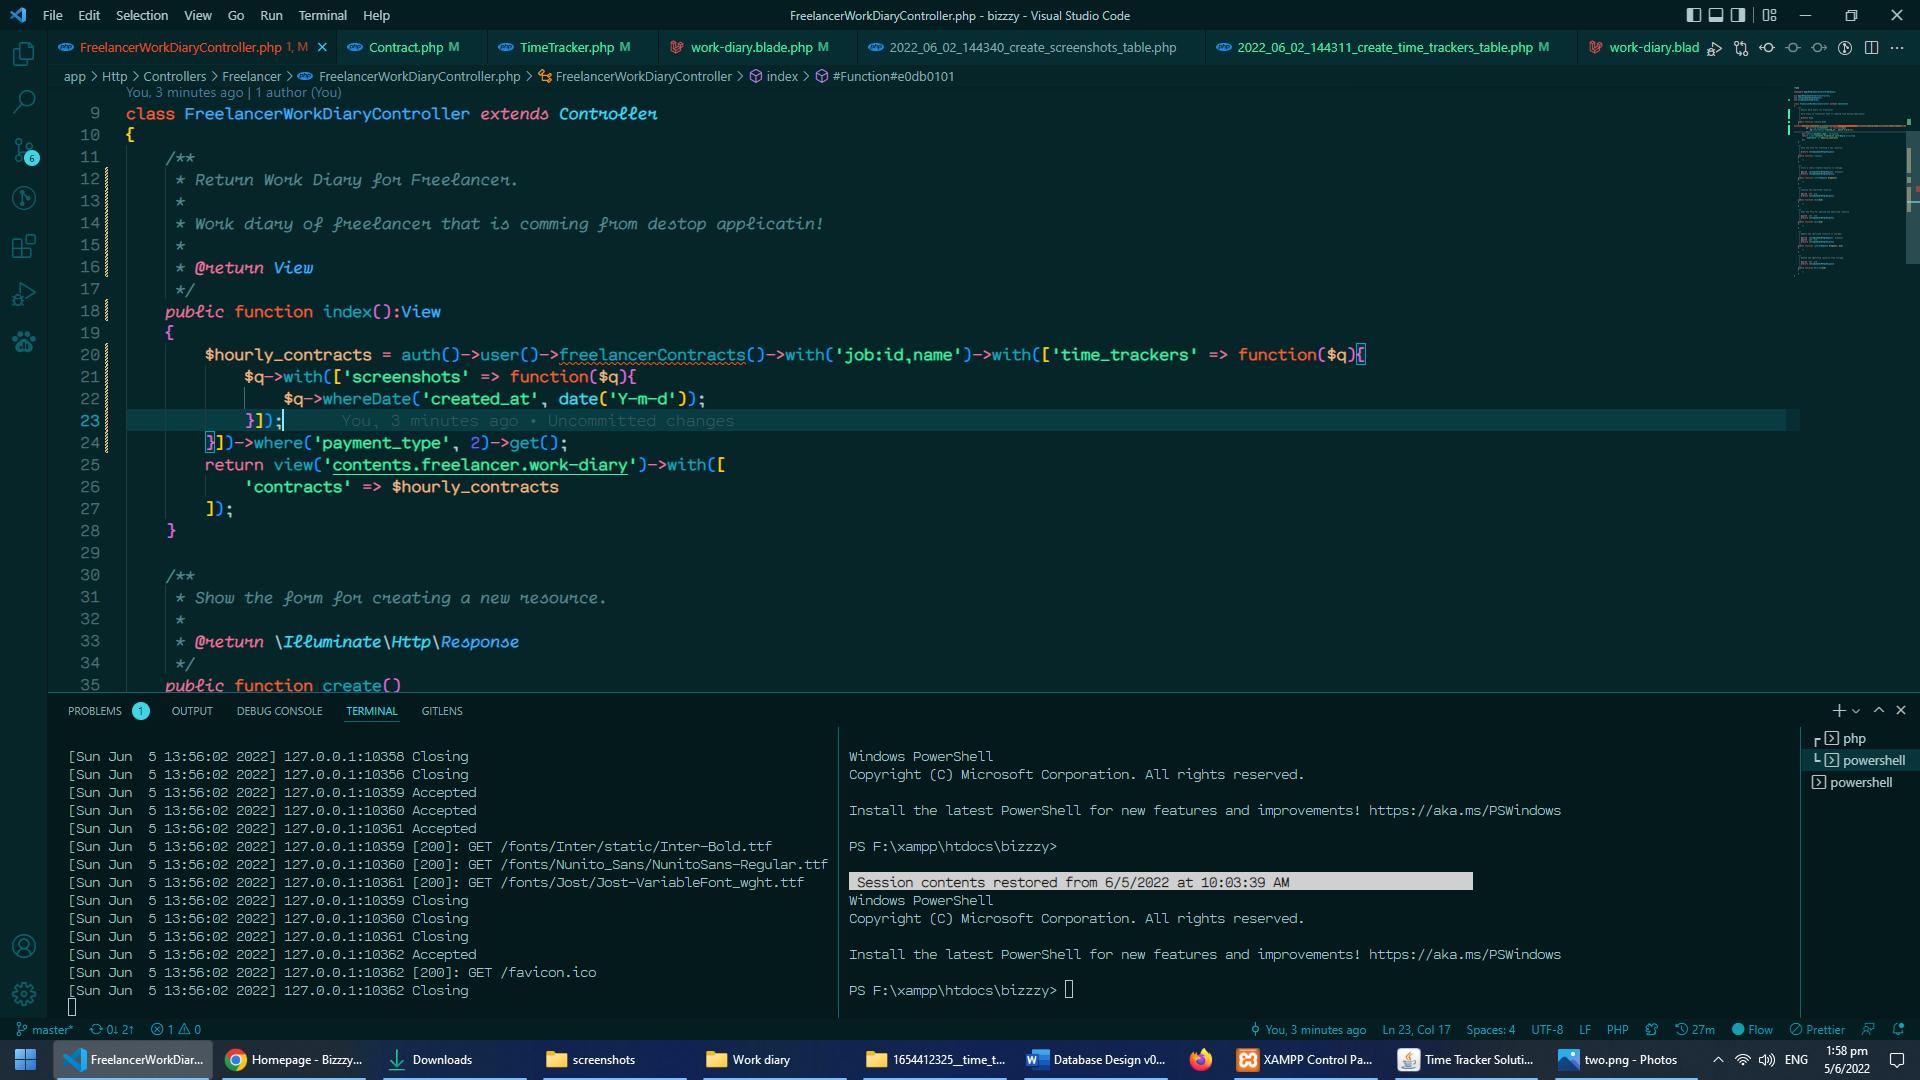 File Edit Selection View Go Run Terminal Help
FreelancerWorkDiaryController.php - bizzzy - Visual Studio Code
FreelancerWorkDiaryController.php 1, M
Contract.php M
TimeTracker.php M
work-diary.blade.php M
2022_06_02_144340_create_screenshots_table.php
2022_06_02_144311_create_time_trackers_table.php M
work-diary.blad
app > Http > Controllers > Freelancer > FreelancerWorkDiaryController.php > FreelancerWorkDiaryController > index > #Function#e0db0101
You, 3 minutes ago | 1 author (You)
9 class FreelancerWorkDiaryController extends Controller
10 {
11 /**
12 * Return Work Diary for Freelancer.
13 *
14 * Work diary of freelancer that is comming from destop applicatin!
15 *
16 * @return View
17 */
18 public function index():View
19 {
20 $hourly_contracts = auth()->user()->freelancerContracts()->with('job:id,name')->with(['time_trackers' => function($q){
21 $q->with(['screenshots' => function($q){
22 $q->whereDate('created_at', date('Y-m-d'));
23 }]); You, 3 minutes ago • Uncommitted changes
24 }])->where('payment_type', 2)->get();
25 return view('contents.freelancer.work-diary')->with([
26 'contracts' => $hourly_contracts
27 ]);
28 }
29
30 /**
31 * Show the form for creating a new resource.
32 *
33 * @return \Illuminate\Http\Response
34 */
35 public function create()
6
PROBLEMS 1 OUTPUT DEBUG CONSOLE TERMINAL GITLENS
[Sun Jun 5 13:56:02 2022] 127.0.0.1:10358 Closing
[Sun Jun 5 13:56:02 2022] 127.0.0.1:10356 Closing
[Sun Jun 5 13:56:02 2022] 127.0.0.1:10359 Accepted
[Sun Jun 5 13:56:02 2022] 127.0.0.1:10360 Accepted
[Sun Jun 5 13:56:02 2022] 127.0.0.1:10361 Accepted
[Sun Jun 5 13:56:02 2022] 127.0.0.1:10359 [200]: GET /fonts/Inter/static/Inter-Bold.ttf
[Sun Jun 5 13:56:02 2022] 127.0.0.1:10360 [200]: GET /fonts/Nunito_Sans/NunitoSans-Regular.ttf
[Sun Jun 5 13:56:02 2022] 127.0.0.1:10361 [200]: GET /fonts/Jost/Jost-VariableFont_wght.ttf
[Sun Jun 5 13:56:02 2022] 127.0.0.1:10359 Closing
[Sun Jun 5 13:56:02 2022] 127.0.0.1:10360 Closing
[Sun Jun 5 13:56:02 2022] 127.0.0.1:10361 Closing
[Sun Jun 5 13:56:02 2022] 127.0.0.1:10362 Accepted
[Sun Jun 5 13:56:02 2022] 127.0.0.1:10362 [200]: GET /favicon.ico
[Sun Jun 5 13:56:02 2022] 127.0.0.1:10362 Closing
Windows PowerShell
Copyright (C) Microsoft Corporation. All rights reserved.
Install the latest PowerShell for new features and improvements! https://aka.ms/PSWindows
PS F:\xampp\htdocs\bizzzy>
Session contents restored from 6/5/2022 at 10:03:39 AM
Windows PowerShell
Copyright (C) Microsoft Corporation. All rights reserved.
Install the latest PowerShell for new features and improvements! https://aka.ms/PSWindows
PS F:\xampp\htdocs\bizzzy>
php
powershell
powershell
master* 0↓ 2↑ 1 0
You, 3 minutes ago Ln 23, Col 17 Spaces: 4 UTF-8 LF PHP 27m Flow Prettier
FreelancerWorkDiar...
Homepage - Bizzzy...
Downloads
screenshots
Work diary
1654412325__time_t...
Database Design v0...
XAMPP Control Pa...
Time Tracker Soluti...
two.png - Photos
ENG
1:58 pm
5/6/2022